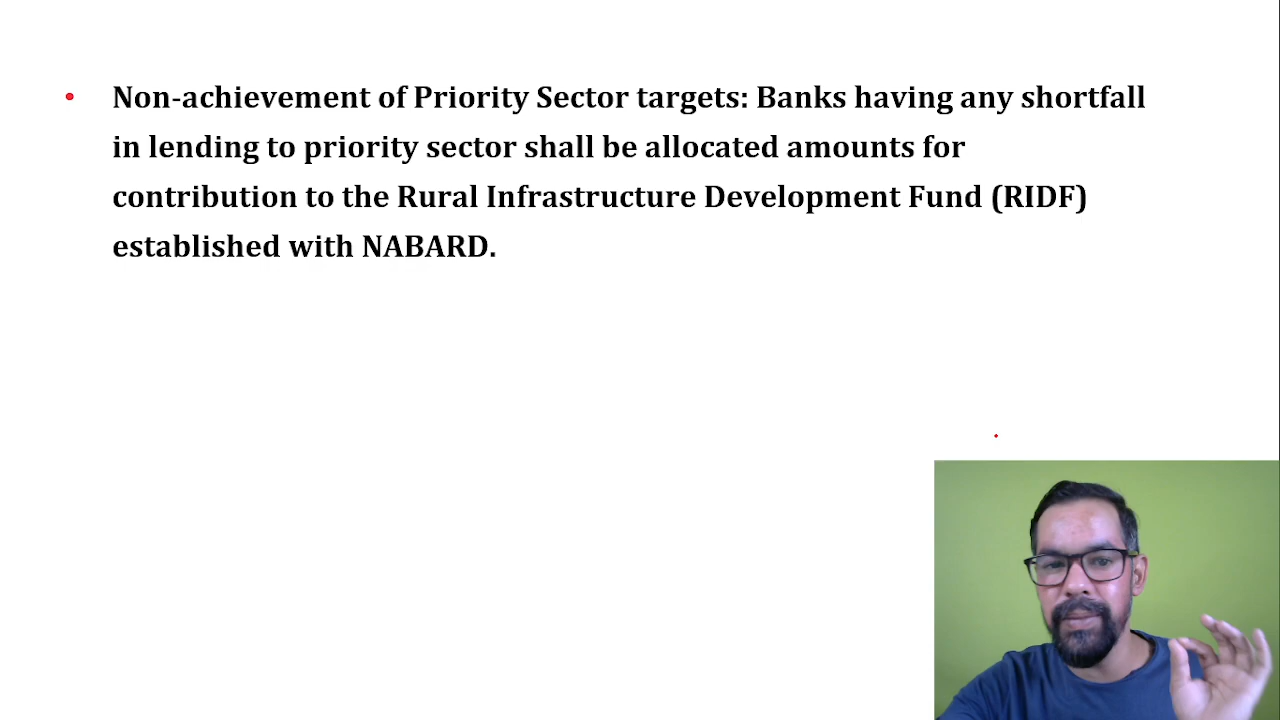 Non-achievement of Priority Sector targets: Banks having any shortfall
in lending to priority sector shall be allocated amounts for
contribution to the Rural Infrastructure Development Fund (RIDF)
established with NABARD.